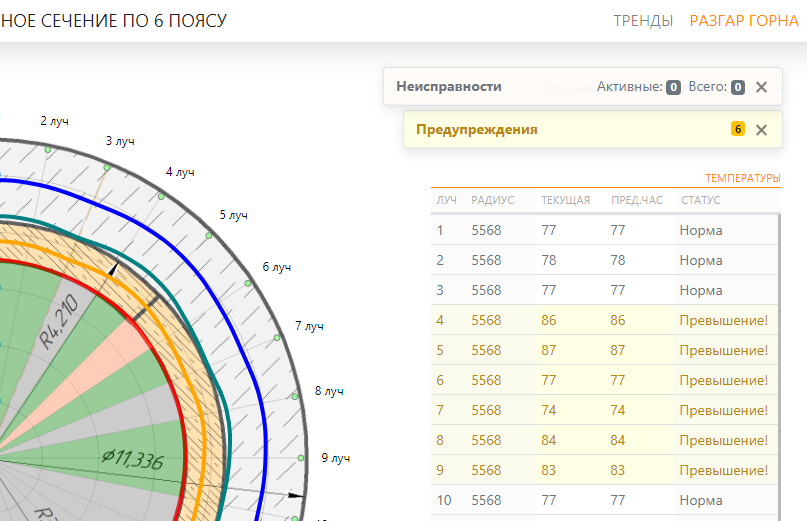 НОЕ СЕЧЕНИЕ ПО 6 ПОЯСУ
ТРЕНДЫ РАЗГАР ГОРНА
Неисправности Активные: 0 Всего: 0
Предупреждения 6
2 луч
3 луч
4 луч
5 луч
6 луч
7 луч
8 луч
9 луч
R4,210
⌀11,336
ТЕМПЕРАТУРЫ
ЛУЧ РАДИУС ТЕКУЩАЯ ПРЕД.ЧАС СТАТУС
1 5568 77 77 Норма
2 5568 78 78 Норма
3 5568 77 77 Норма
4 5568 86 86 Превышение!
5 5568 87 87 Превышение!
6 5568 77 77 Превышение!
7 5568 74 74 Превышение!
8 5568 84 84 Превышение!
9 5568 83 83 Превышение!
10 5568 77 77 Норма